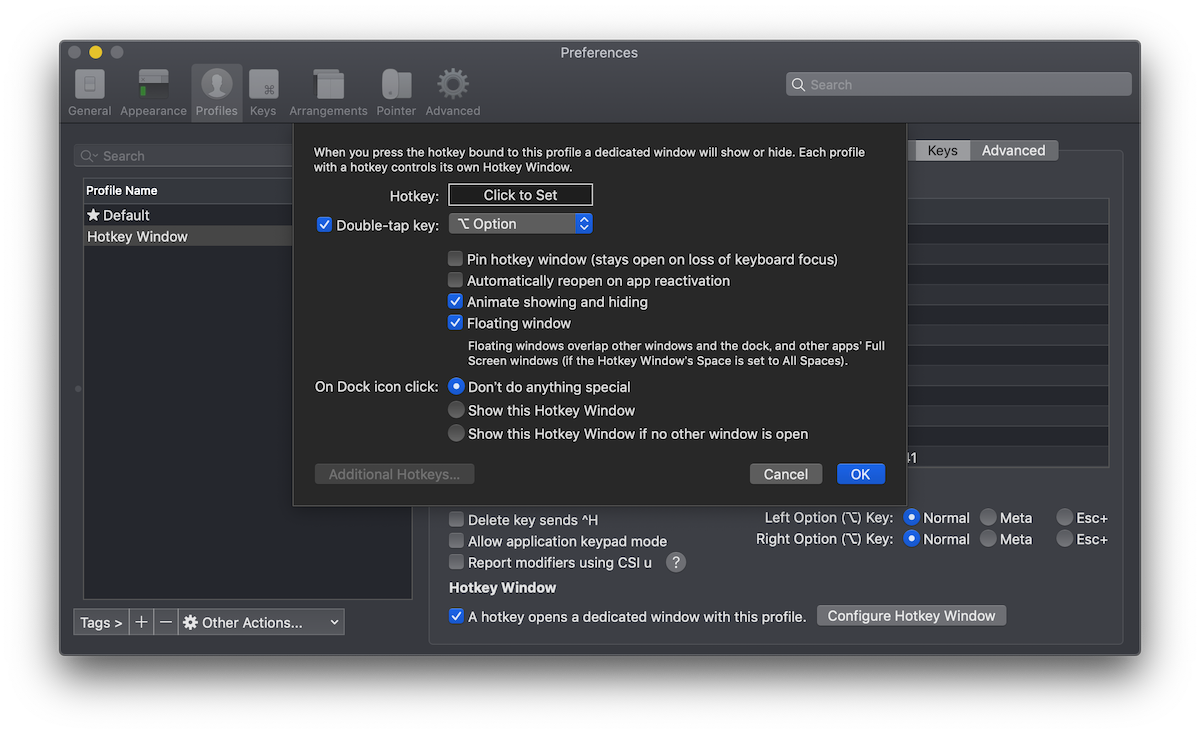 Preferences
General Appearance Profiles Keys Arrangements Pointer Advanced
Search
Search
Keys Advanced
Profile Name
★ Default
Hotkey Window
When you press the hotkey bound to this profile a dedicated window will show or hide. Each profile
with a hotkey controls its own Hotkey Window.
Hotkey: Click to Set
Double-tap key: ⌥ Option
Pin hotkey window (stays open on loss of keyboard focus)
Automatically reopen on app reactivation
Animate showing and hiding
Floating window
Floating windows overlap other windows and the dock, and other apps' Full
Screen windows (if the Hotkey Window's Space is set to All Spaces).
On Dock icon click: Don't do anything special
Show this Hotkey Window
Show this Hotkey Window if no other window is open
Additional Hotkeys... Cancel OK
Delete key sends ^H
Allow application keypad mode
Report modifiers using CSI u ?
Left Option (⌥) Key: Normal Meta Esc+
Right Option (⌥) Key: Normal Meta Esc+
Hotkey Window
A hotkey opens a dedicated window with this profile. Configure Hotkey Window
Tags > + − Other Actions...